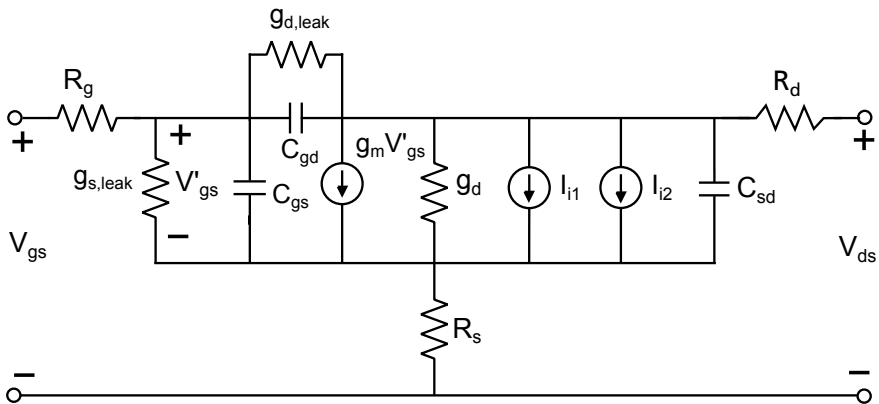 g_d,leak
R_g
R_d
+
+
+
C_gd
g_mV'_gs
g_s,leak
V'_gs
C_gs
g_d
I_i1
I_i2
C_sd
−
V_gs
V_ds
R_s
−
−